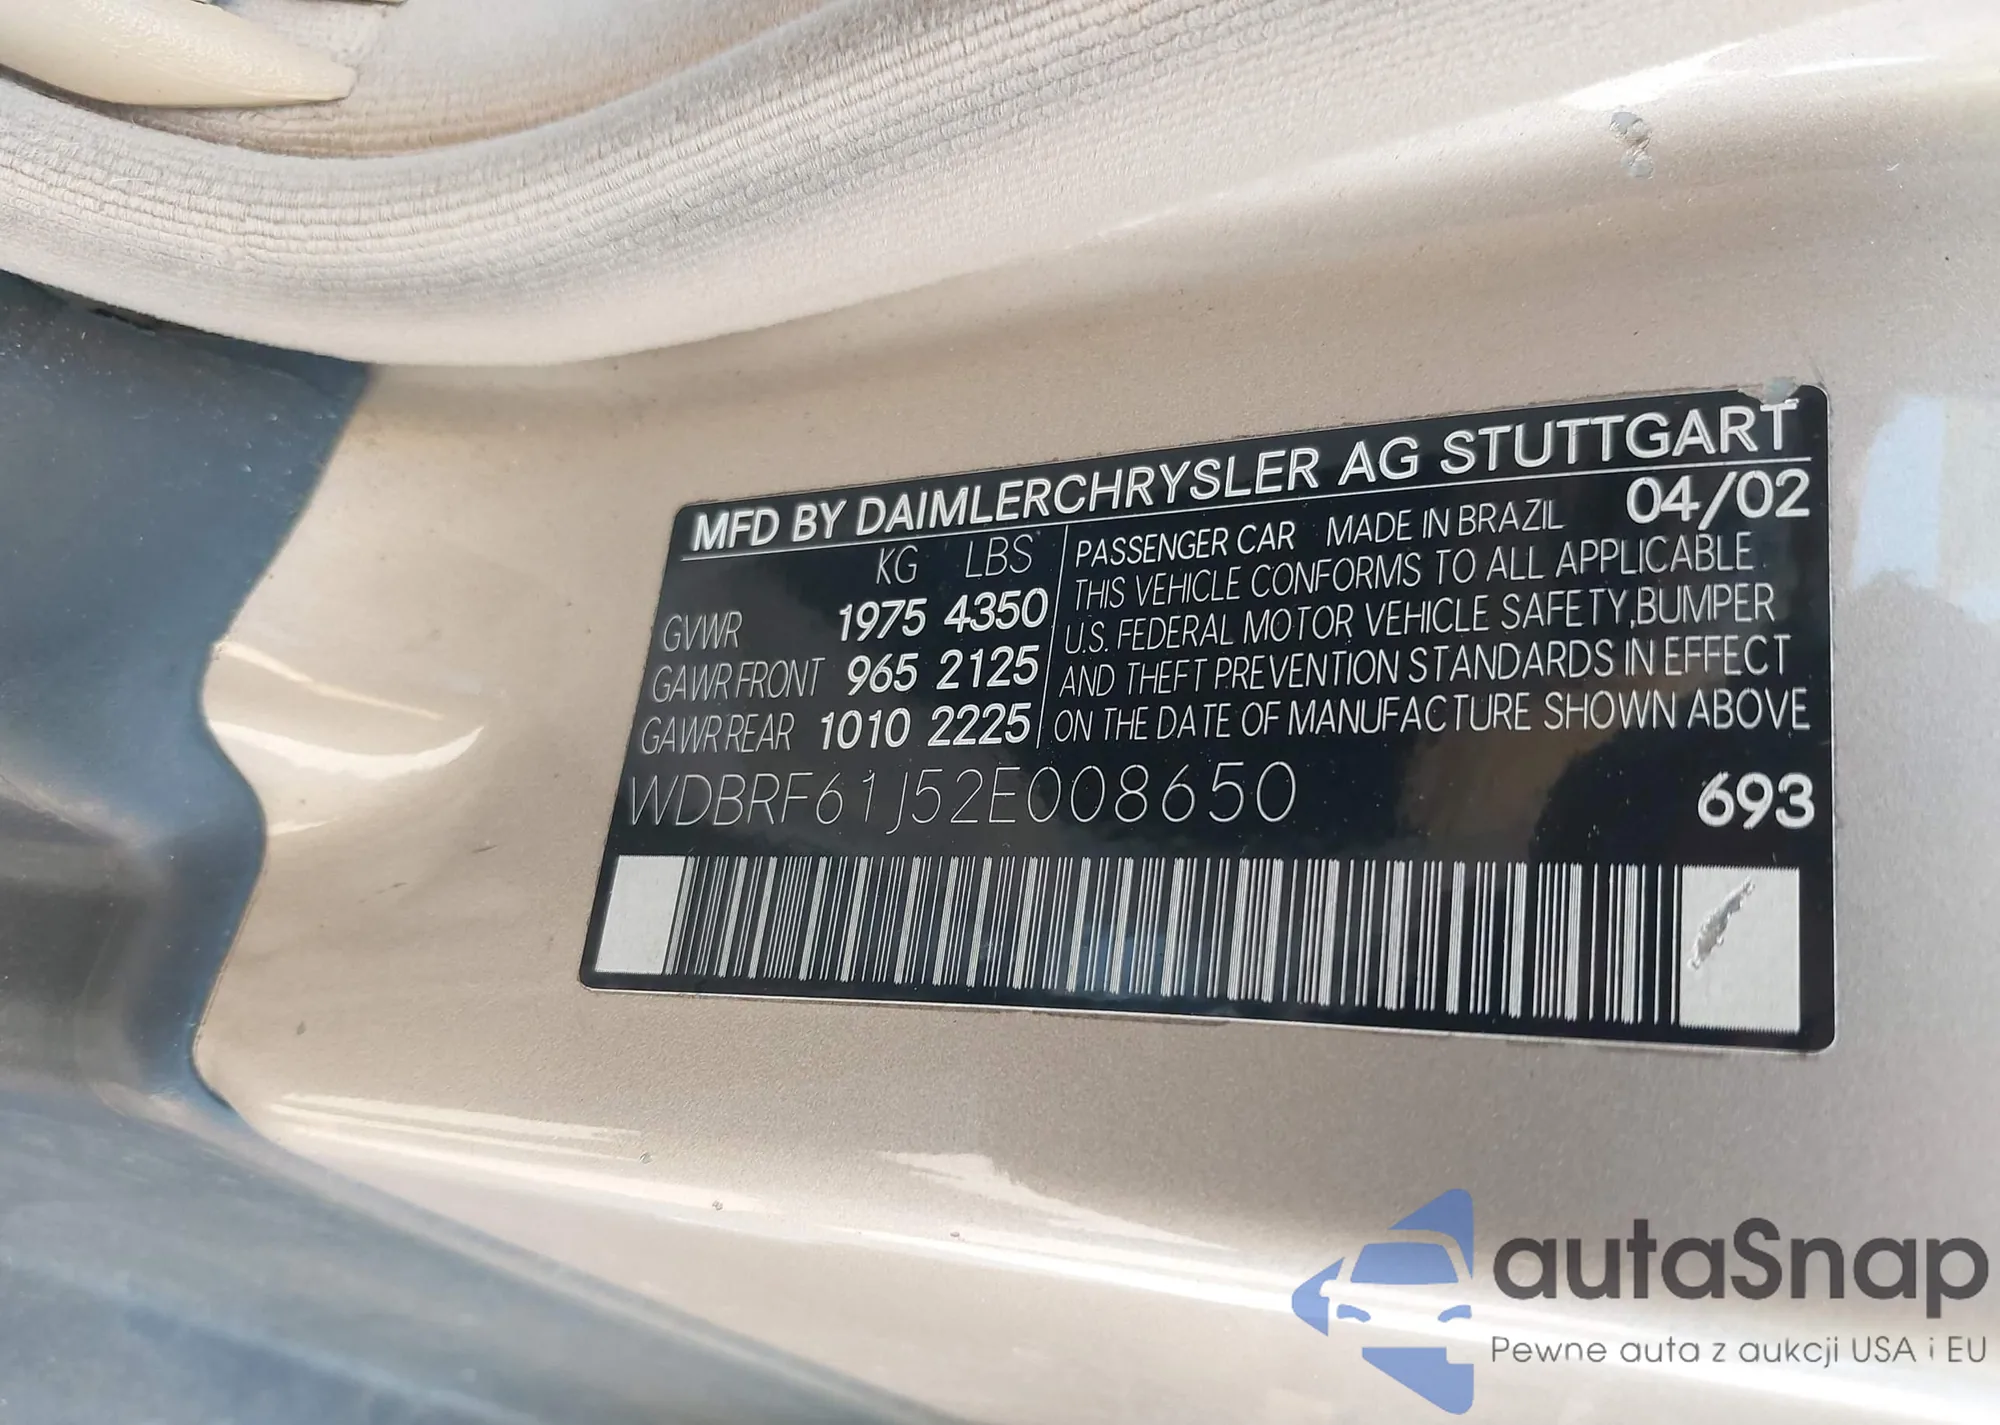 MFD BY DAIMLERCHRYSLER AG STUTTGART
KG LBS
GVWR 1975 4350
GAWR FRONT 965 2125
GAWR REAR 1010 2225
PASSENGER CAR MADE IN BRAZIL 04/02
THIS VEHICLE CONFORMS TO ALL APPLICABLE
U.S. FEDERAL MOTOR VEHICLE SAFETY, BUMPER
AND THEFT PREVENTION STANDARDS IN EFFECT
ON THE DATE OF MANUFACTURE SHOWN ABOVE
WDBRF61J52E008650 693
autaSnap
Pewne auta z aukcji USA i EU